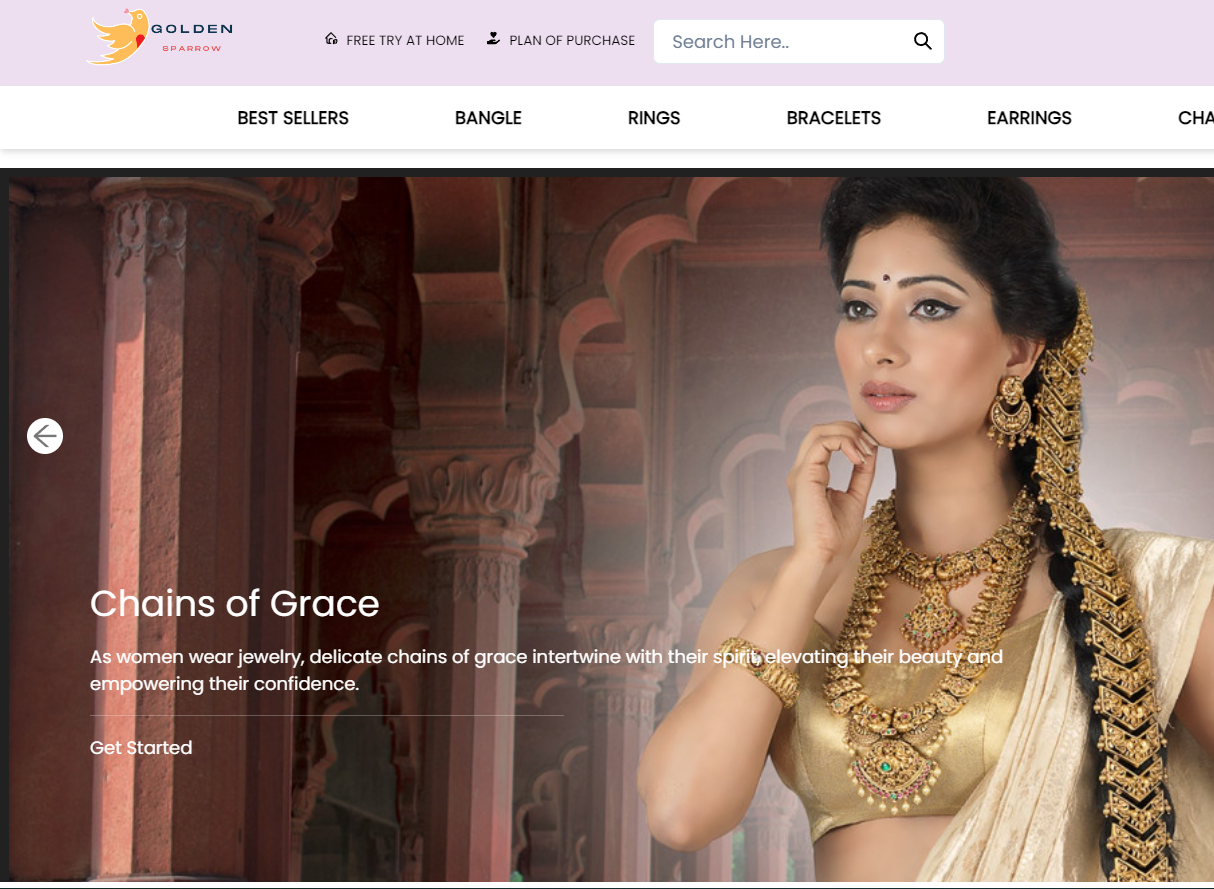 GOLDEN
SPARROW
FREE TRY AT HOME
PLAN OF PURCHASE
Search Here..
BEST SELLERS
BANGLE
RINGS
BRACELETS
EARRINGS
CHA
Chains of Grace
As women wear jewelry, delicate chains of grace intertwine with their spirit, elevating their beauty and
empowering their confidence.
Get Started